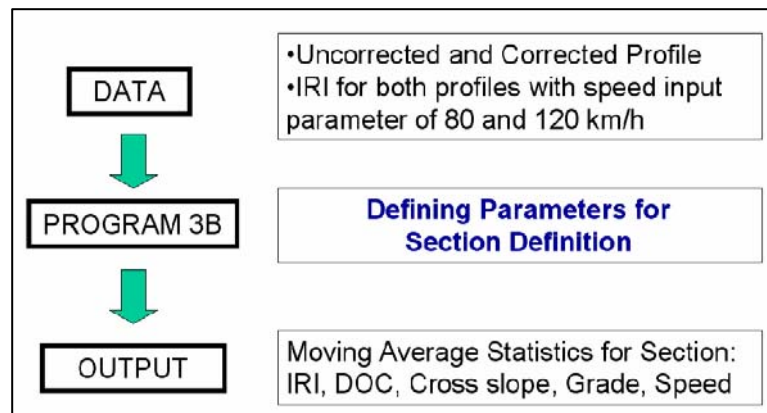 DATA
•Uncorrected and Corrected Profile
•IRI for both profiles with speed input
parameter of 80 and 120 km/h
PROGRAM 3B
Defining Parameters for
Section Definition
OUTPUT
Moving Average Statistics for Section:
IRI, DOC, Cross slope, Grade, Speed